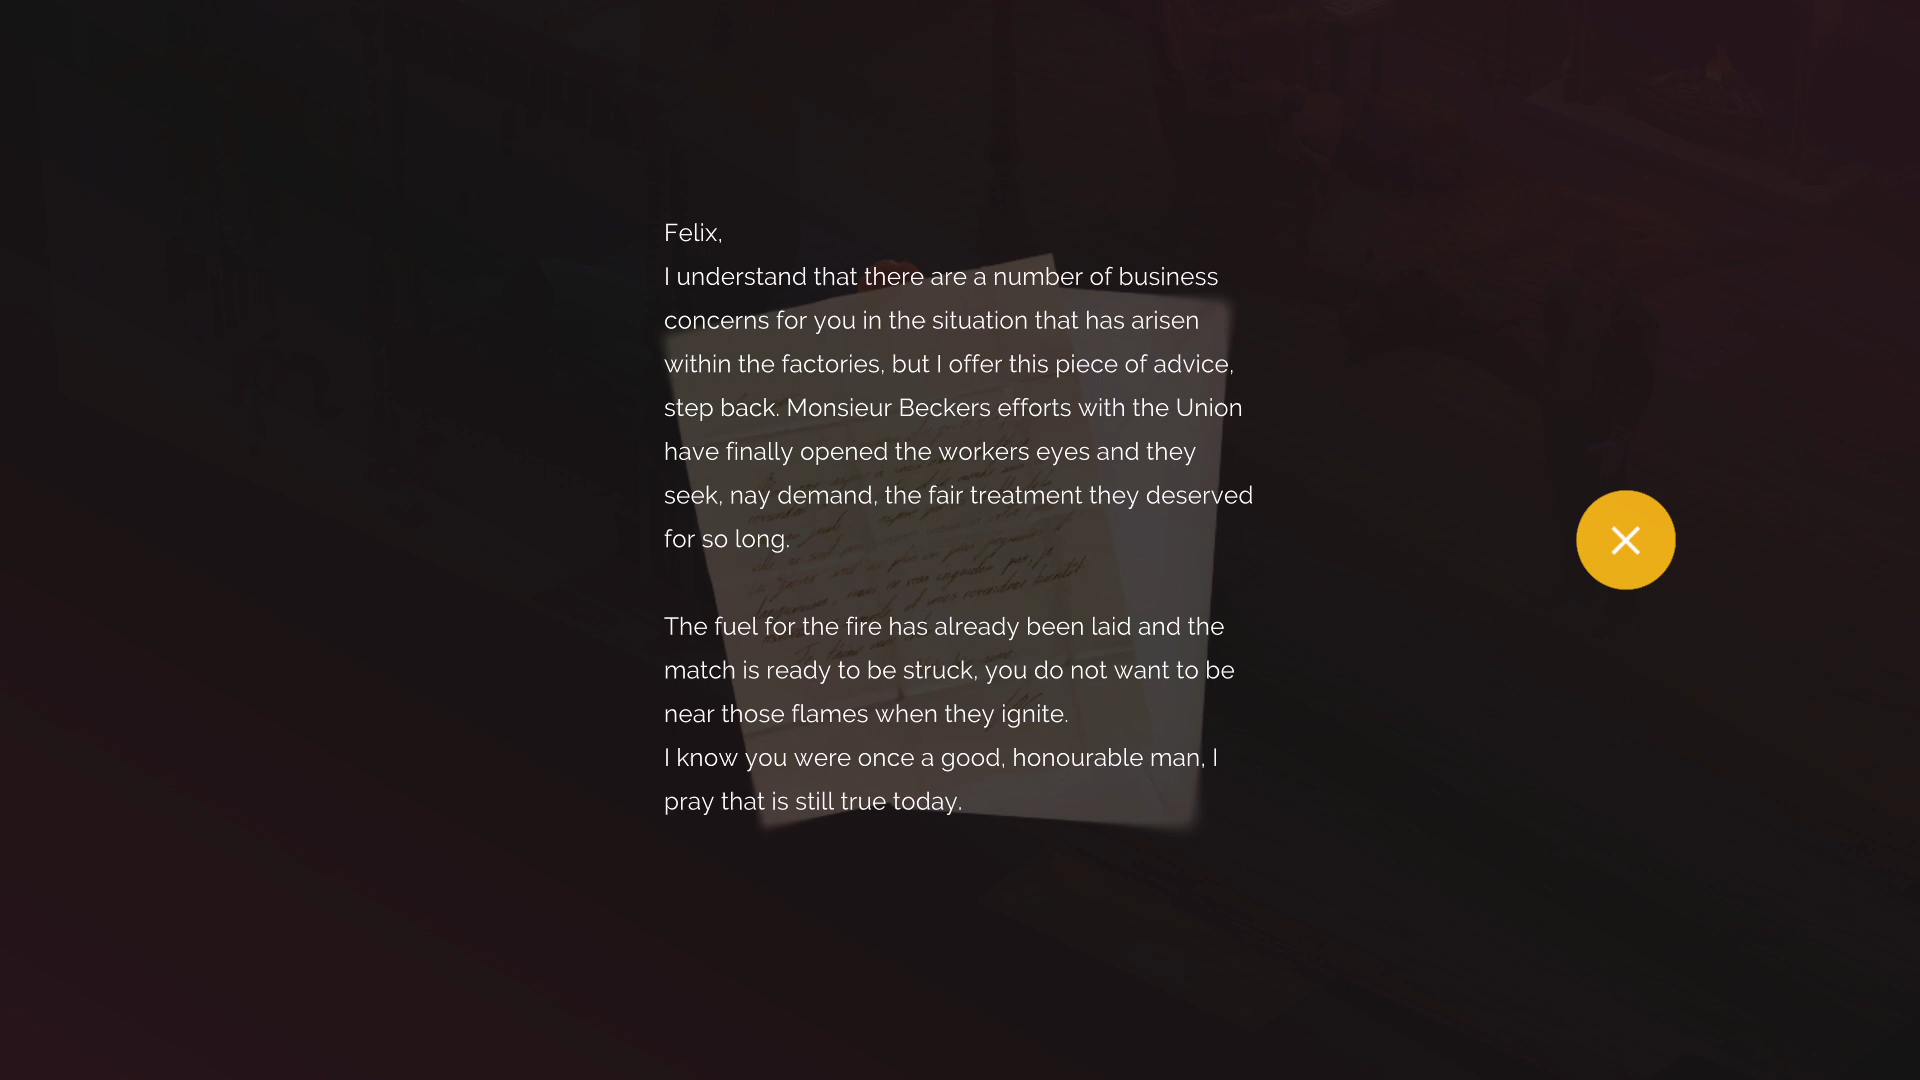 Felix,
I understand that there are a number of business
concerns for you in the situation that has arisen
within the factories, but I offer this piece of advice,
step back. Monsieur Beckers efforts with the Union
have finally opened the workers eyes and they
seek, nay demand, the fair treatment they deserved
for so long.
The fuel for the fire has already been laid and the
match is ready to be struck, you do not want to be
near those flames when they ignite.
I know you were once a good, honourable man, I
pray that is still true today.